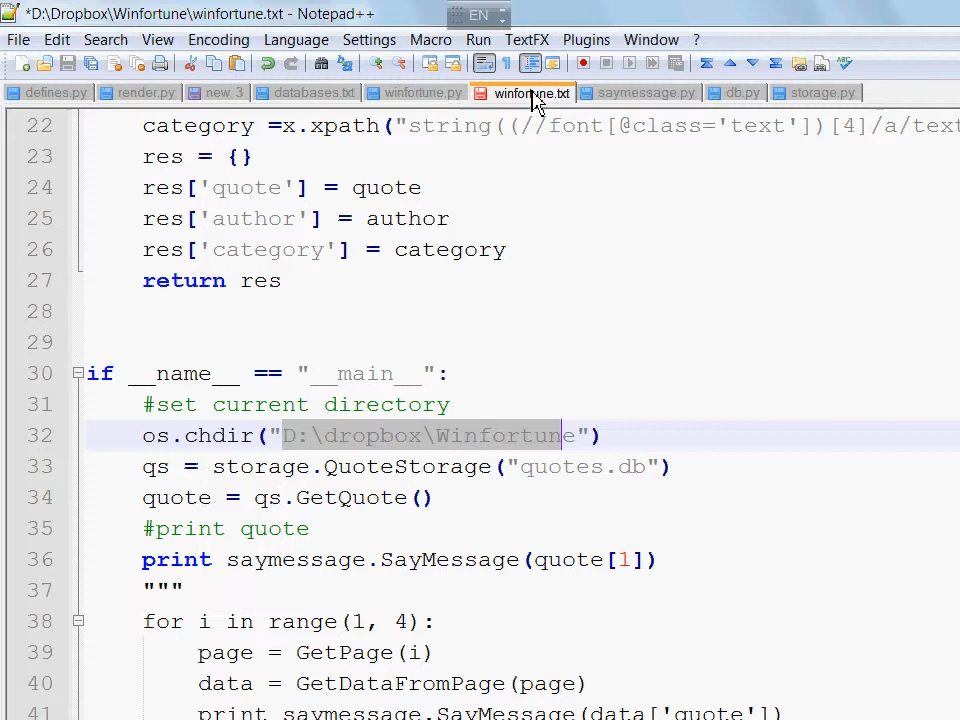 *D:\Dropbox\Winfortune\winfortune.txt - Notepad++
EN
File Edit Search View Encoding Language Settings Macro Run TextFX Plugins Window ?
defines.py render.py new 3 databases.txt winfortune.py winfortune.txt saymessage.py db.py storage.py
22 category =x.xpath("string((//font[@class='text'])[4]/a/text
23 res = {}
24 res['quote'] = quote
25 res['author'] = author
26 res['category'] = category
27 return res
28
29
30 if __name__ == "__main__":
31 #set current directory
32 os.chdir("D:\dropbox\Winfortune")
33 qs = storage.QuoteStorage("quotes.db")
34 quote = qs.GetQuote()
35 #print quote
36 print saymessage.SayMessage(quote[1])
37 """
38 for i in range(1, 4):
39 page = GetPage(i)
40 data = GetDataFromPage(page)
41 print saymessage.SayMessage(data['quote'])